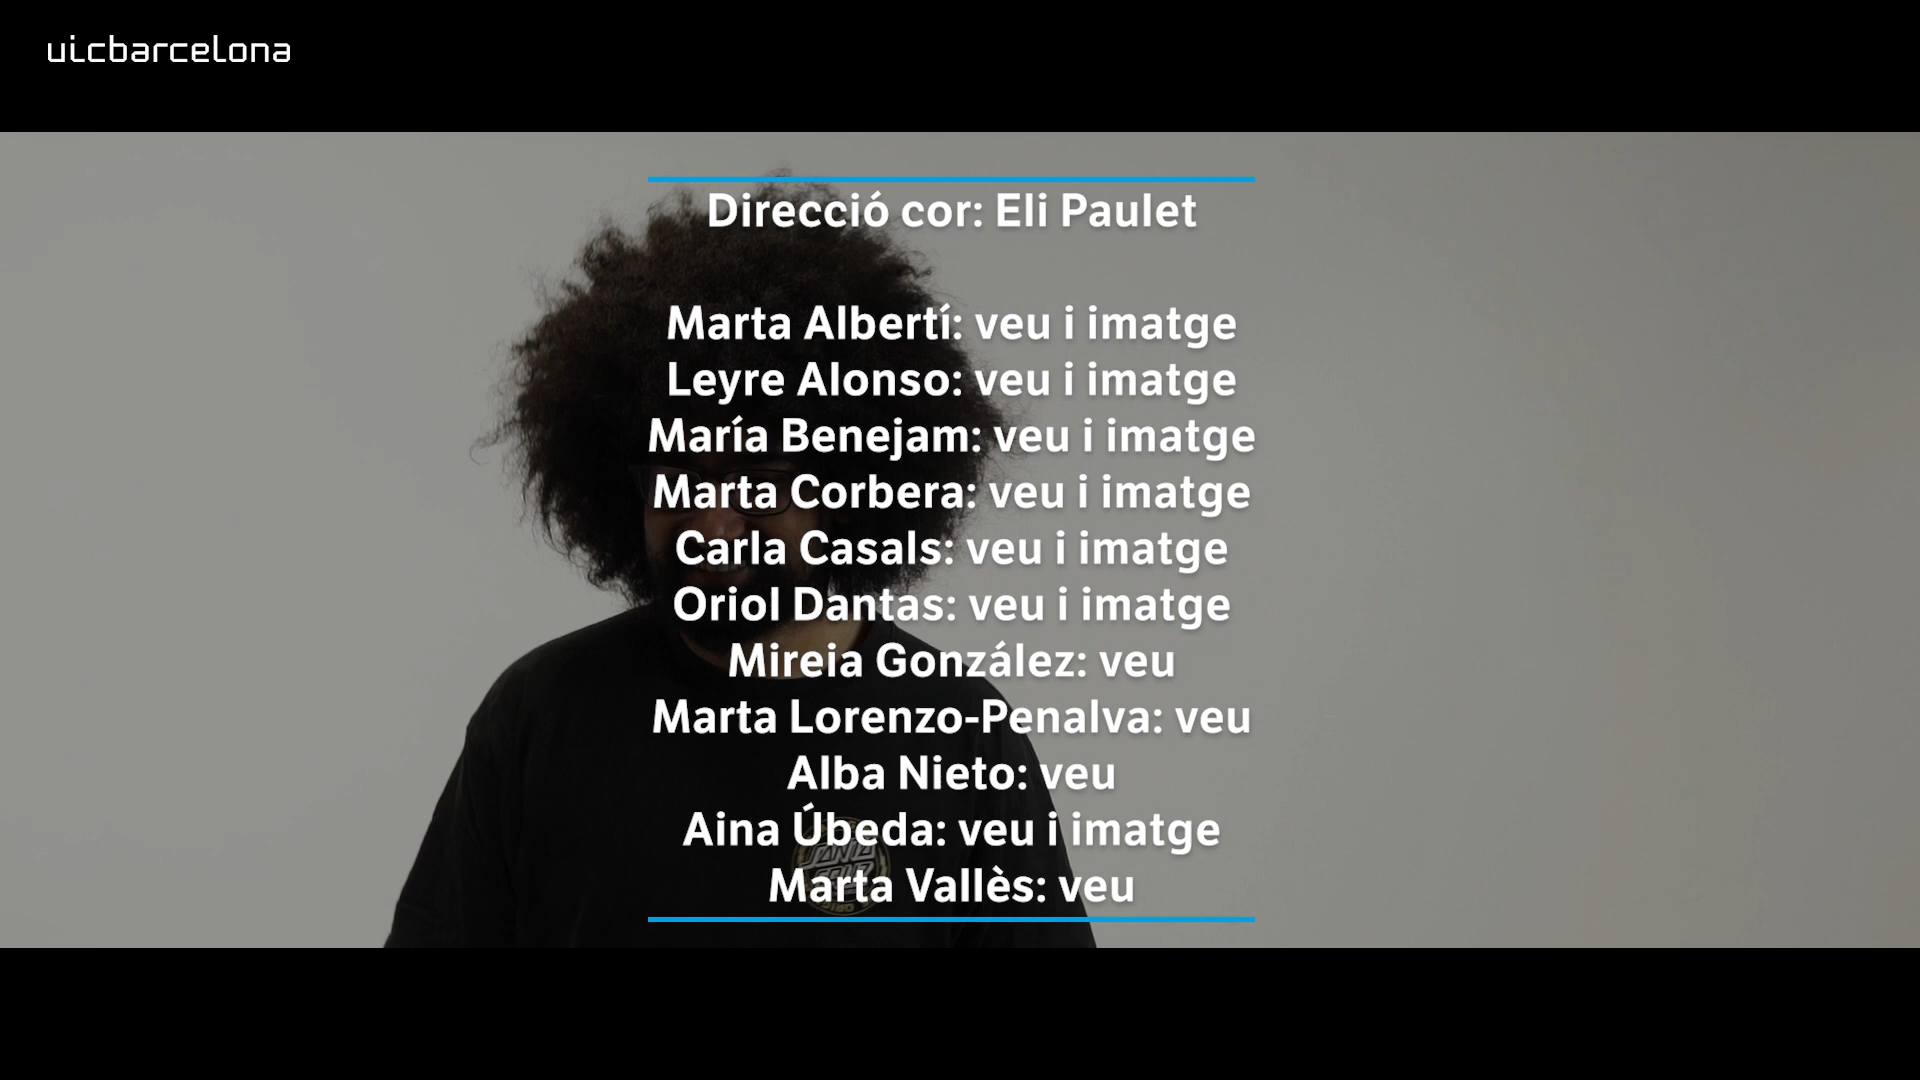 uicbarcelona
Direcció cor: Eli Paulet
Marta Albertí: veu i imatge
Leyre Alonso: veu i imatge
María Benejam: veu i imatge
Marta Corbera: veu i imatge
Carla Casals: veu i imatge
Oriol Dantas: veu i imatge
Mireia González: veu
Marta Lorenzo-Penalva: veu
Alba Nieto: veu
Aina Úbeda: veu i imatge
SANTA
Marta Vallès: veu